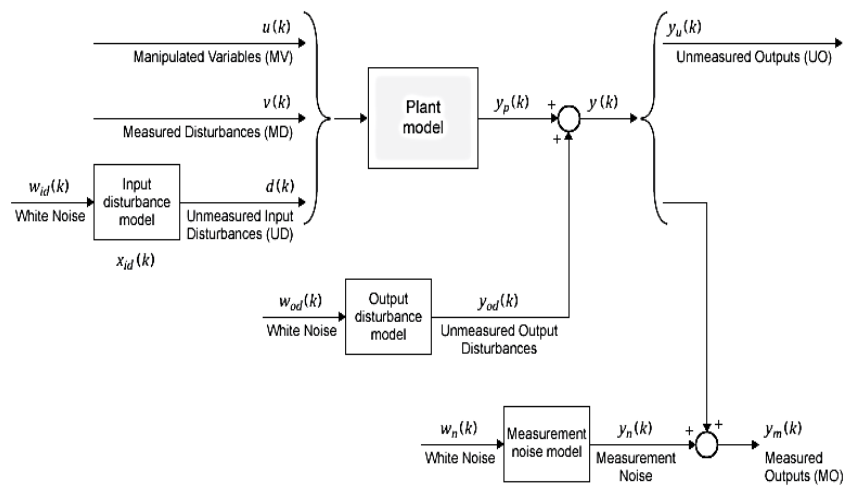 u(k)
Manipulated Variables (MV)
v(k)
Measured Disturbances (MD)
w_id(k)
White Noise
Input
disturbance
model
x_id(k)
d(k)
Unmeasured Input
Disturbances (UD)
Plant
model
y_p(k)
+
+
y(k)
y_u(k)
Unmeasured Outputs (UO)
w_od(k)
White Noise
Output
disturbance
model
y_od(k)
Unmeasured Output
Disturbances
w_n(k)
White Noise
Measurement
noise model
y_n(k)
Measurement
Noise
+
+
y_m(k)
Measured
Outputs (MO)